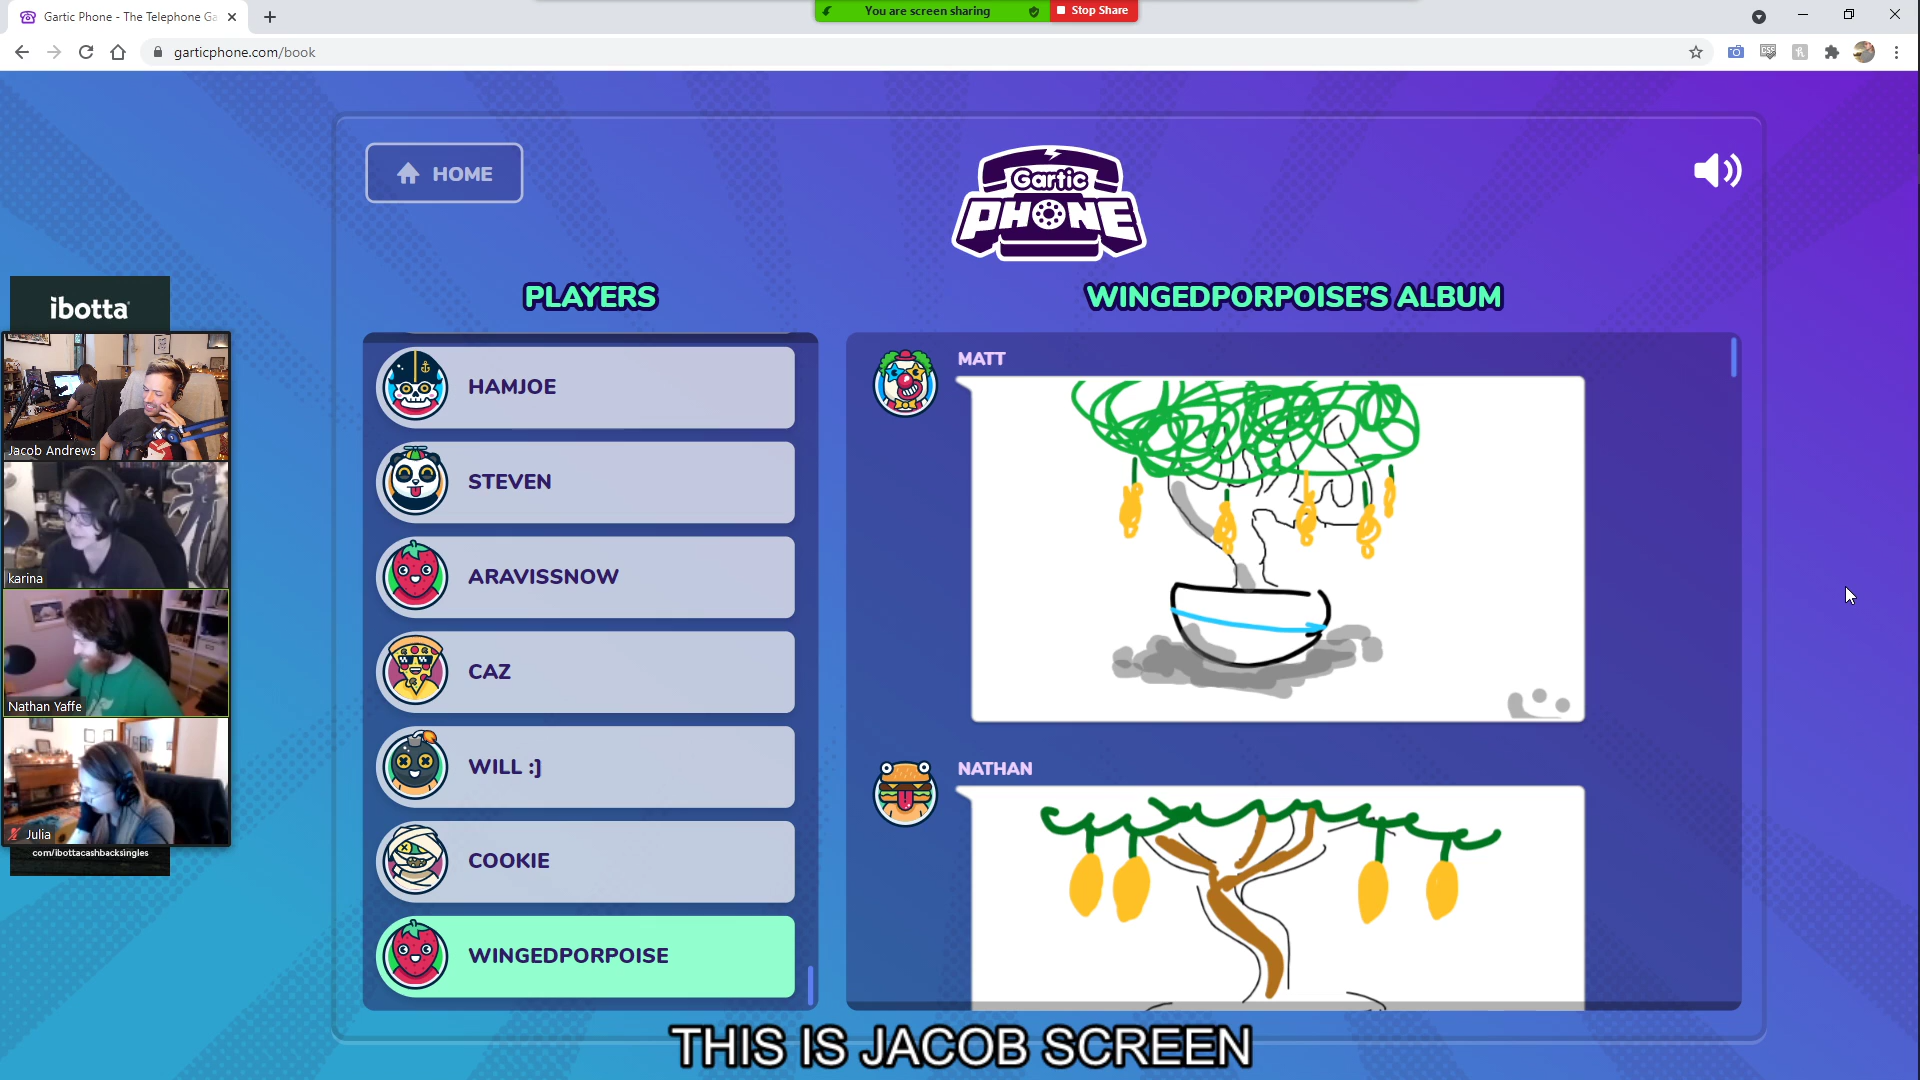 Gartic Phone - The Telephone Ga
You are screen sharing
Stop Share
garticphone.com/book
HOME
Gartic
PHONE
PLAYERS
WINGEDPORPOISE'S ALBUM
ibotta
Jacob Andrews
karina
Nathan Yaffe
Julia
com/ibottacashbacksingles
HAMJOE
STEVEN
ARAVISSNOW
CAZ
WILL :]
COOKIE
WINGEDPORPOISE
MATT
NATHAN
THIS IS JACOB SCREEN